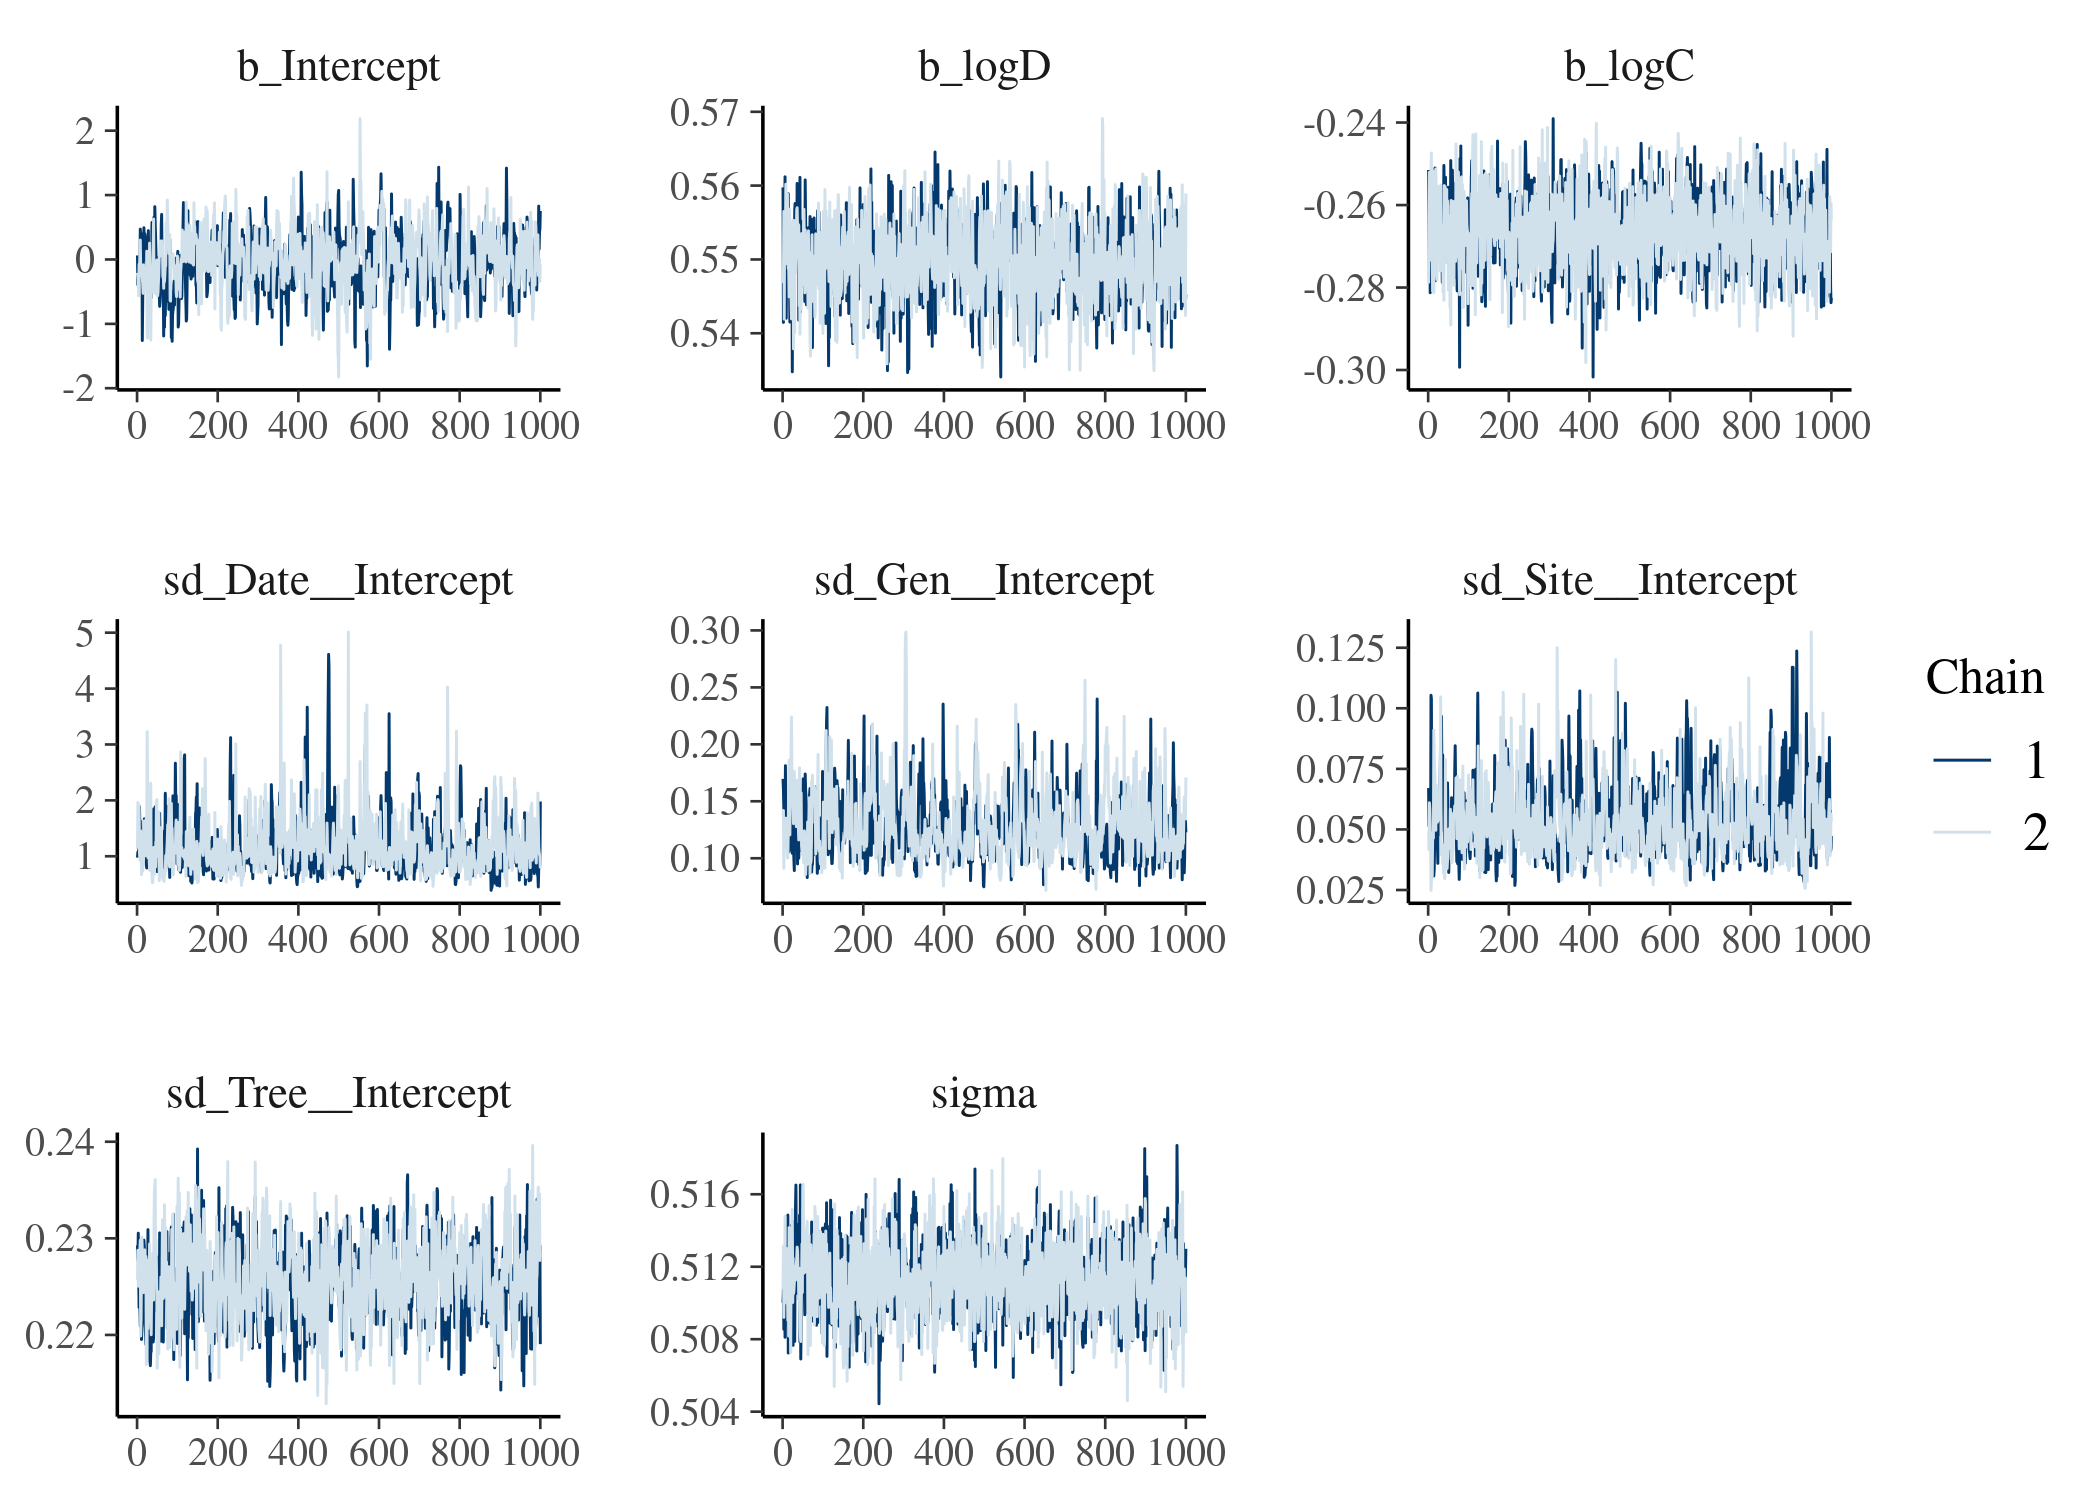 b_Intercept
2
1
0
-1
-2
0 200 400 600 800 1000
b_logD
0.57
0.56
0.55
0.54
0 200 400 600 800 1000
b_logC
-0.24
-0.26
-0.28
-0.30
0 200 400 600 800 1000
sd_Date__Intercept
5
4
3
2
1
0 200 400 600 800 1000
sd_Gen__Intercept
0.30
0.25
0.20
0.15
0.10
0 200 400 600 800 1000
sd_Site__Intercept
0.125
0.100
0.075
0.050
0.025
0 200 400 600 800 1000
Chain
1
2
sd_Tree__Intercept
0.24
0.23
0.22
0 200 400 600 800 1000
sigma
0.516
0.512
0.508
0.504
0 200 400 600 800 1000